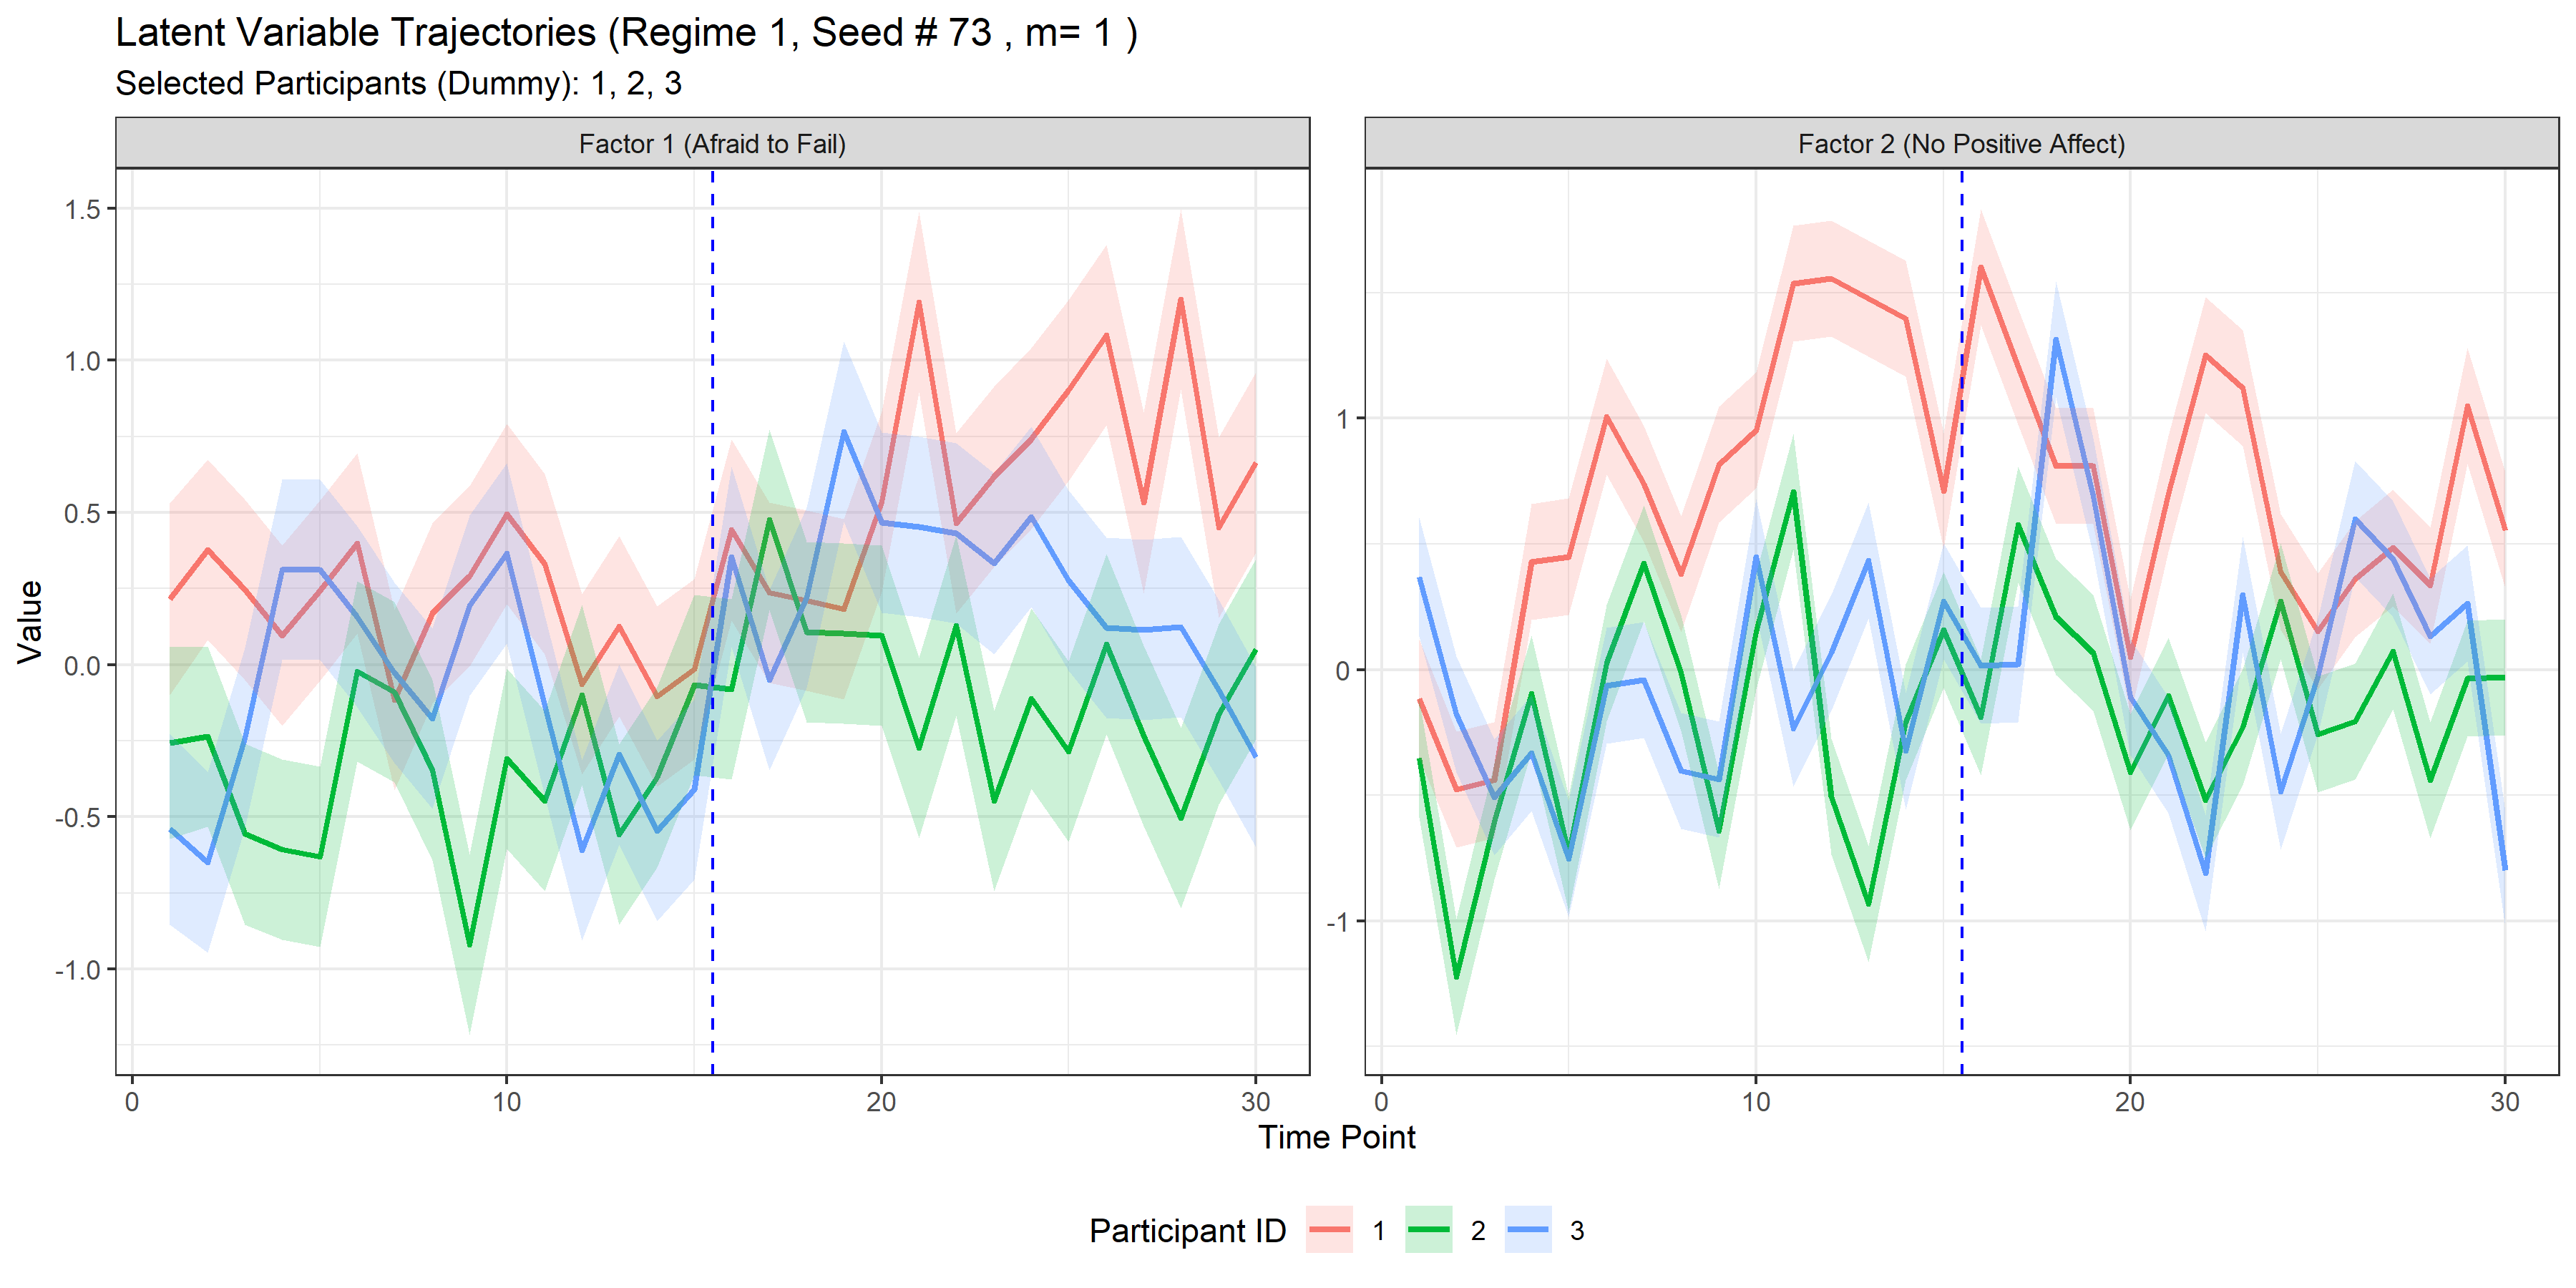 Latent Variable Trajectories (Regime 1, Seed # 73 , m= 1 )
Selected Participants (Dummy): 1, 2, 3
Factor 1 (Afraid to Fail)
Factor 2 (No Positive Affect)
Value
1.5
1.0
0.5
0.0
-0.5
-1.0
1
0
-1
0 10 20 30
0 10 20 30
Time Point
Participant ID 1 2 3